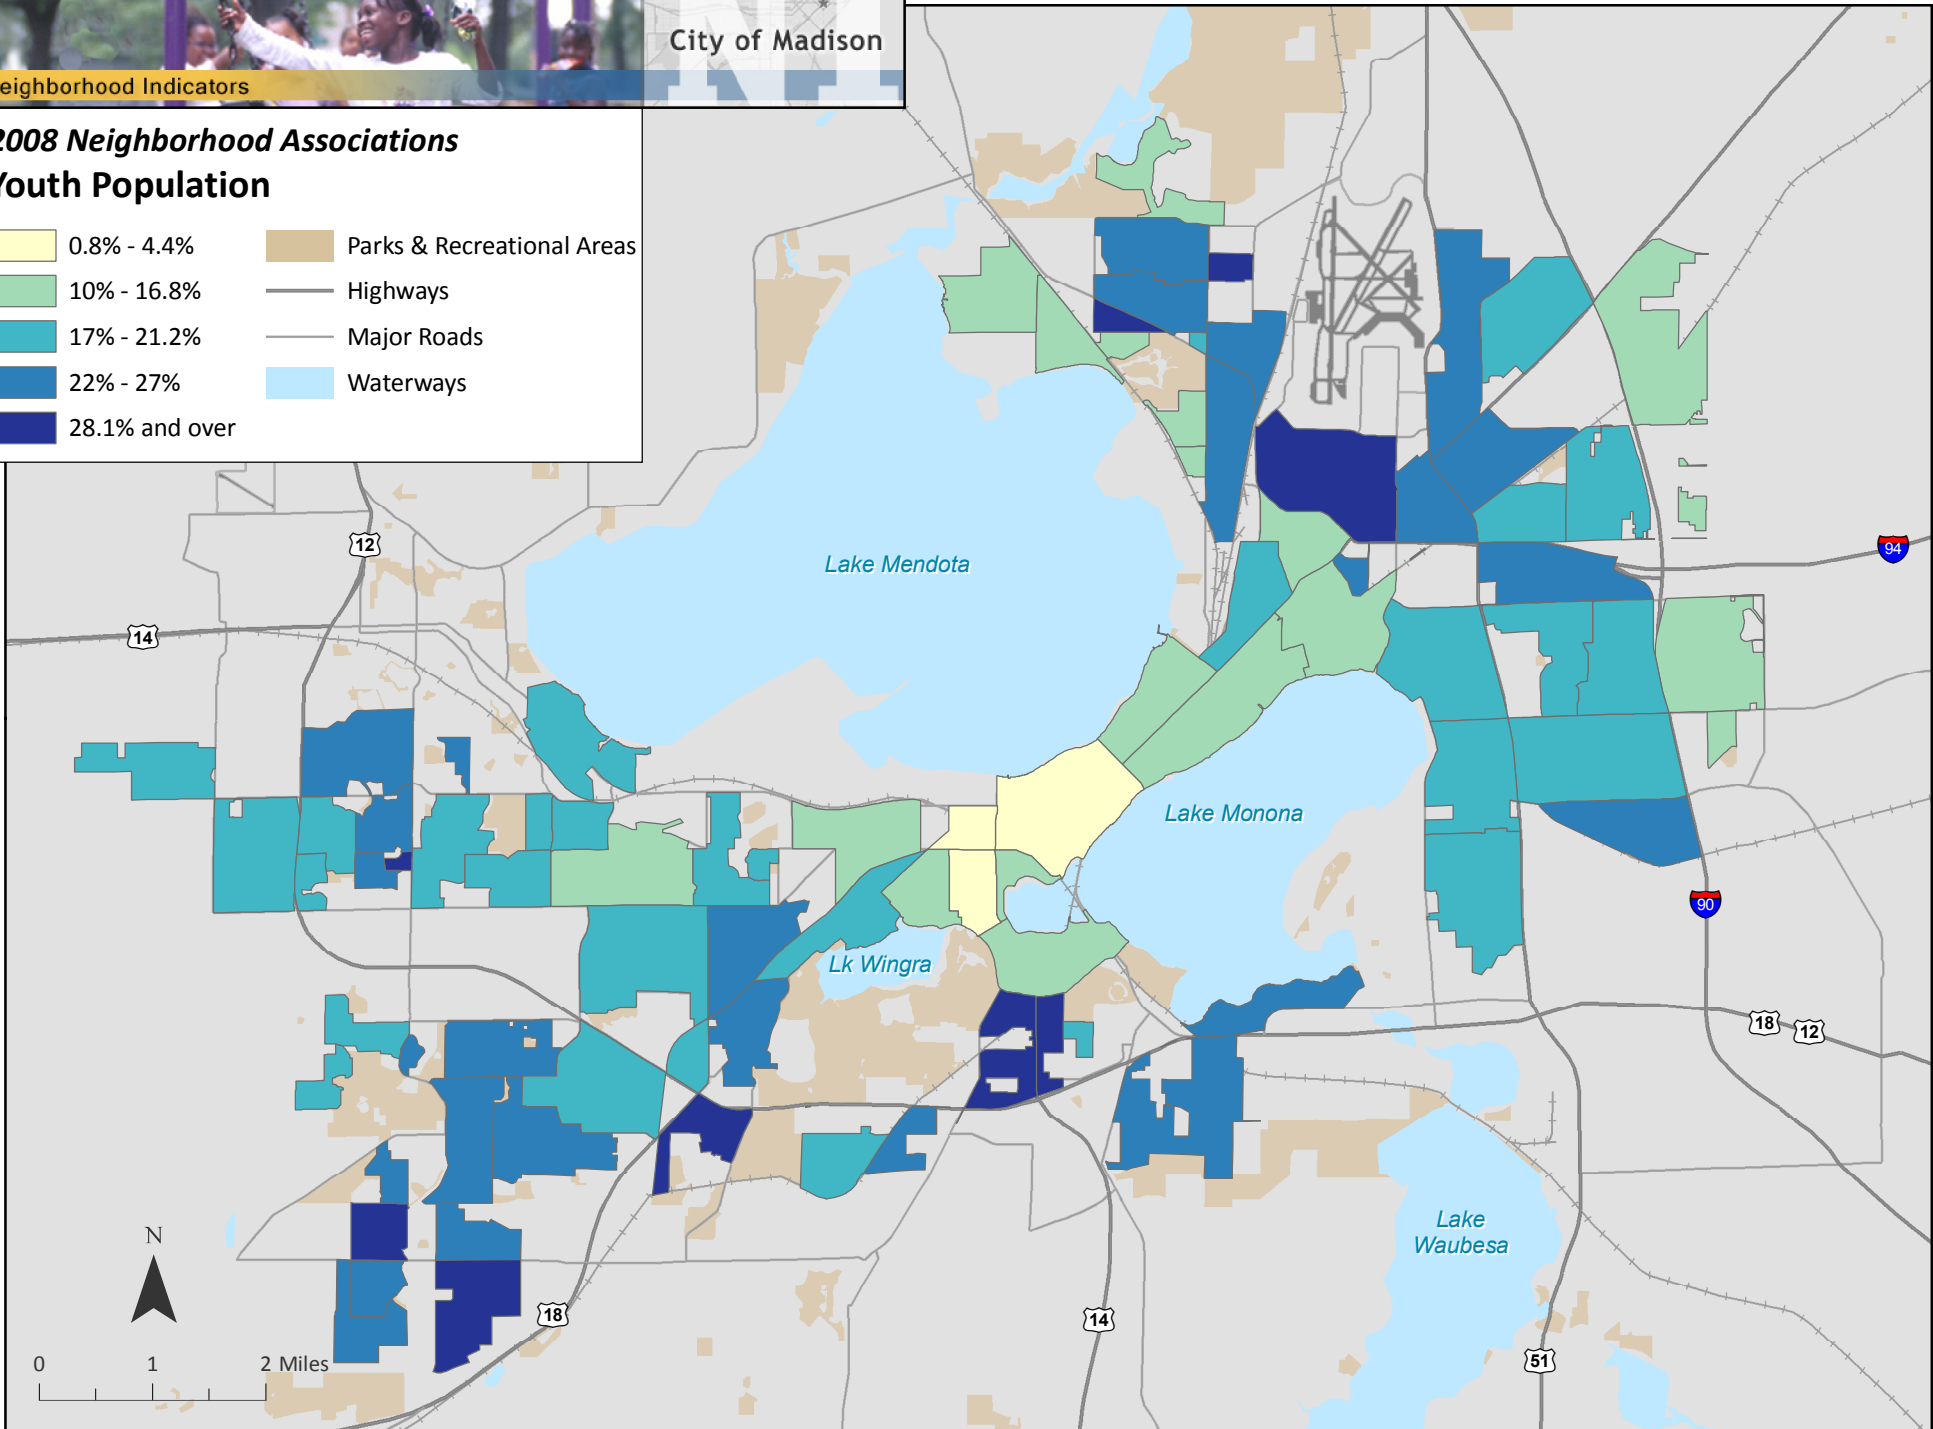 City of Madison
eighborhood Indicators
2008 Neighborhood Associations
Youth Population
0.8% - 4.4%
10% - 16.8%
17% - 21.2%
22% - 27%
28.1% and over
Parks & Recreational Areas
Highways
Major Roads
Waterways
12
94
Lake Mendota
14
Lake Monona
90
Lk Wingra
18
12
Lake
Waubesa
N
18
14
51
0 1 2 Miles